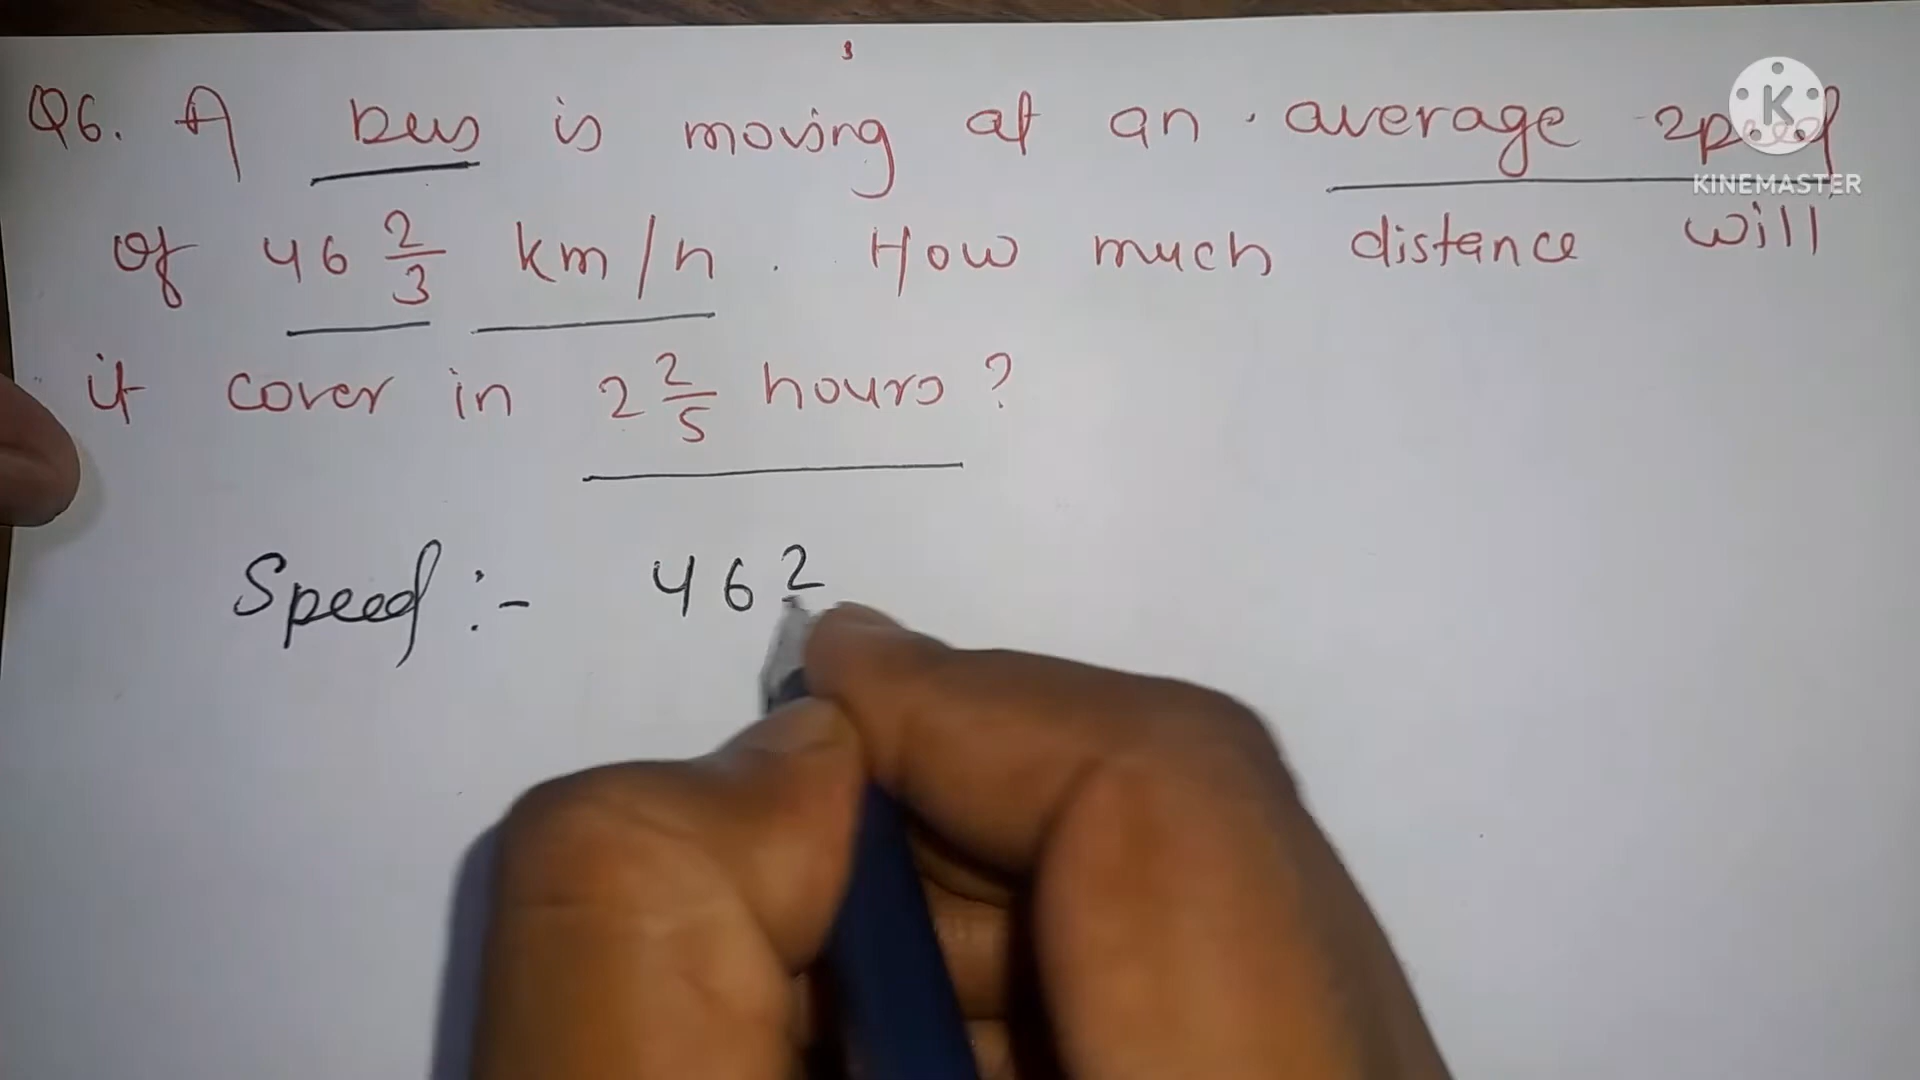 Q6. A bus is moving at an average speed
of 46 2/3 km/h. How much distance will
it cover in 2 2/5 hours?
Speed :- 46 2
K
KINEMASTER